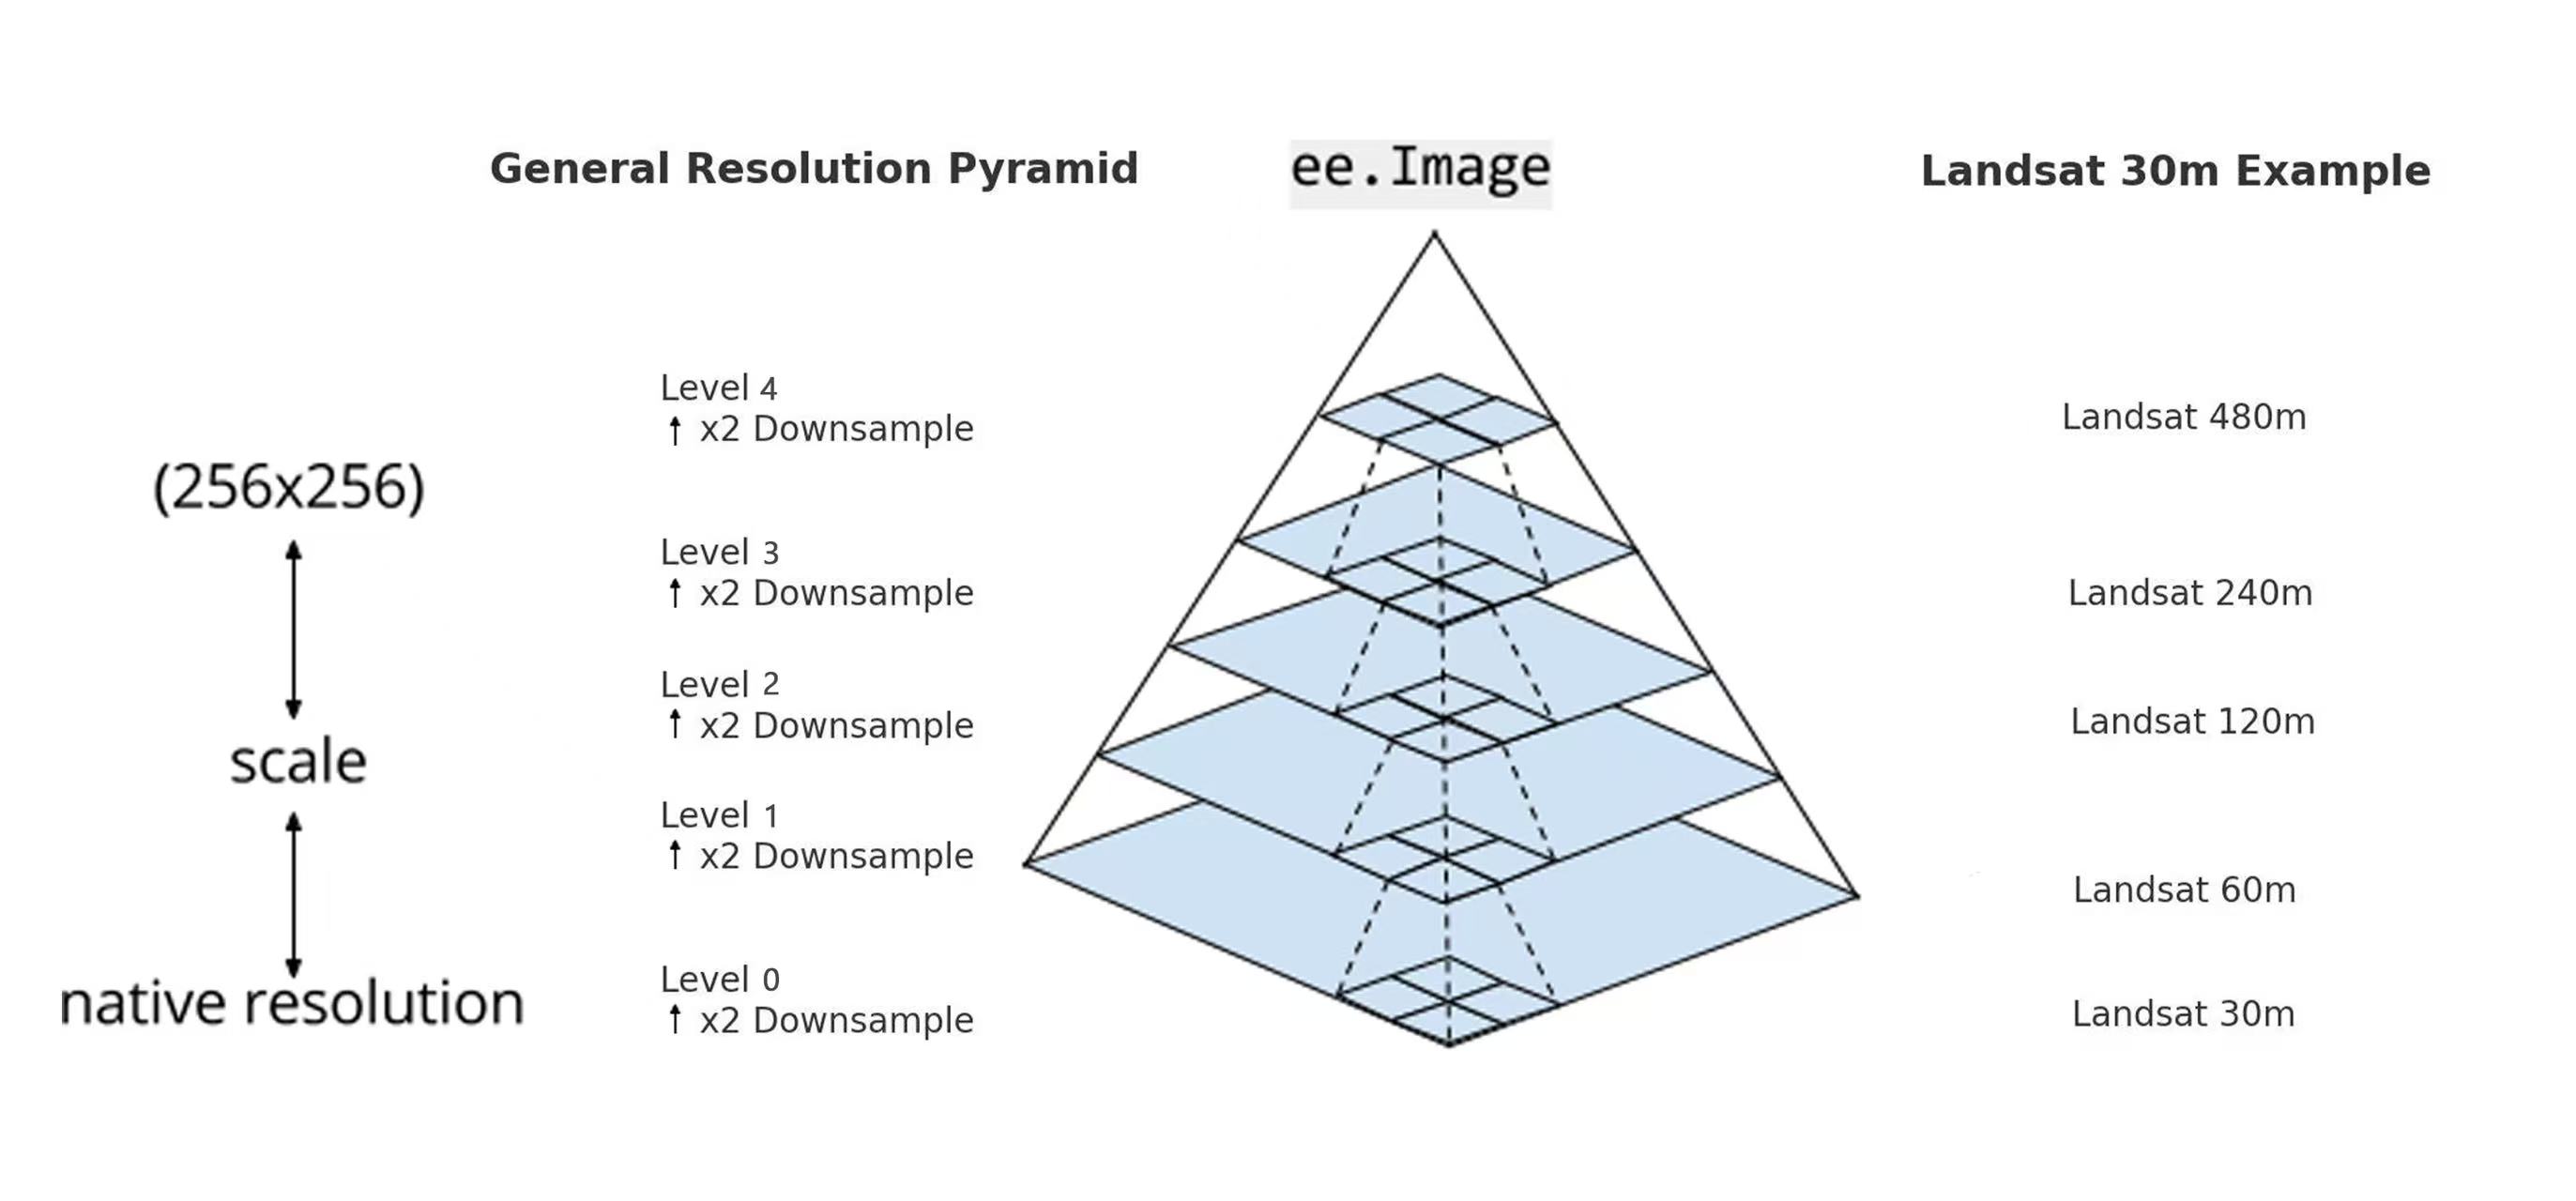 General Resolution Pyramid
ee.Image
Landsat 30m Example
Level 4
↑ x2 Downsample
Landsat 480m
(256x256)
Level 3
↑ x2 Downsample
Landsat 240m
Level 2
↑ x2 Downsample
Landsat 120m
scale
Level 1
↑ x2 Downsample
Landsat 60m
native resolution
Level 0
↑ x2 Downsample
Landsat 30m